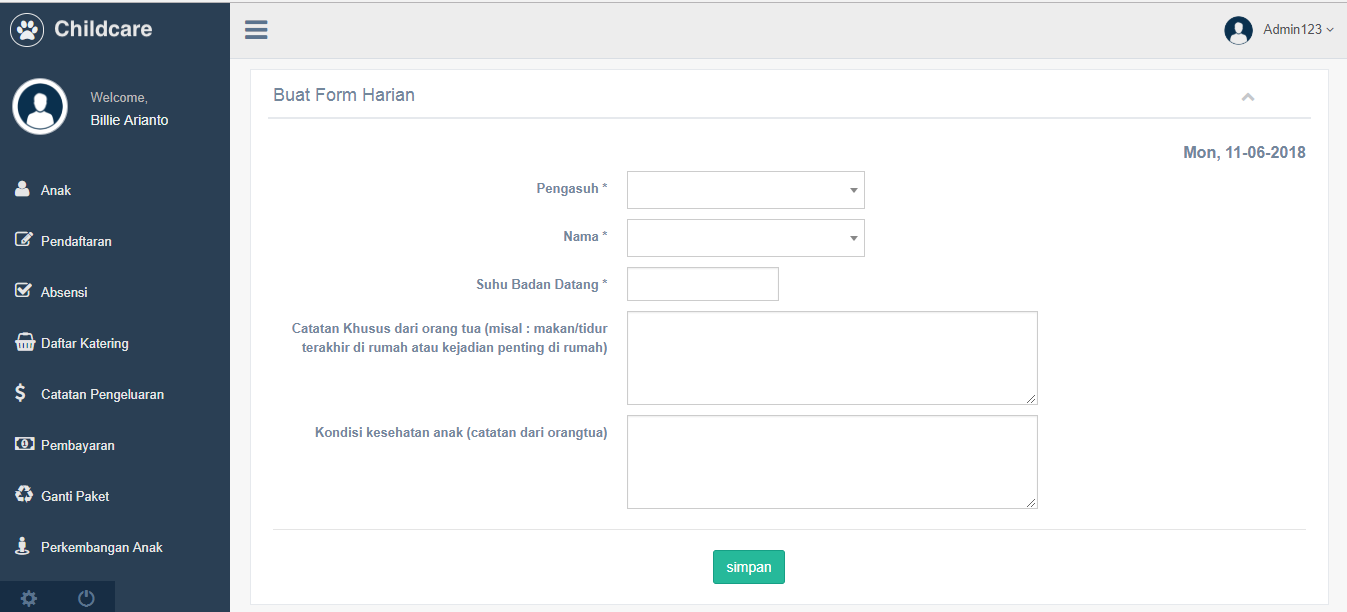 Childcare
Admin123
Welcome,
Billie Arianto
Anak
Pendaftaran
Absensi
Daftar Katering
Catatan Pengeluaran
Pembayaran
Ganti Paket
Perkembangan Anak
Buat Form Harian
Mon, 11-06-2018
Pengasuh *
Nama *
Suhu Badan Datang *
Catatan Khusus dari orang tua (misal : makan/tidur
terakhir di rumah atau kejadian penting di rumah)
Kondisi kesehatan anak (catatan dari orangtua)
simpan